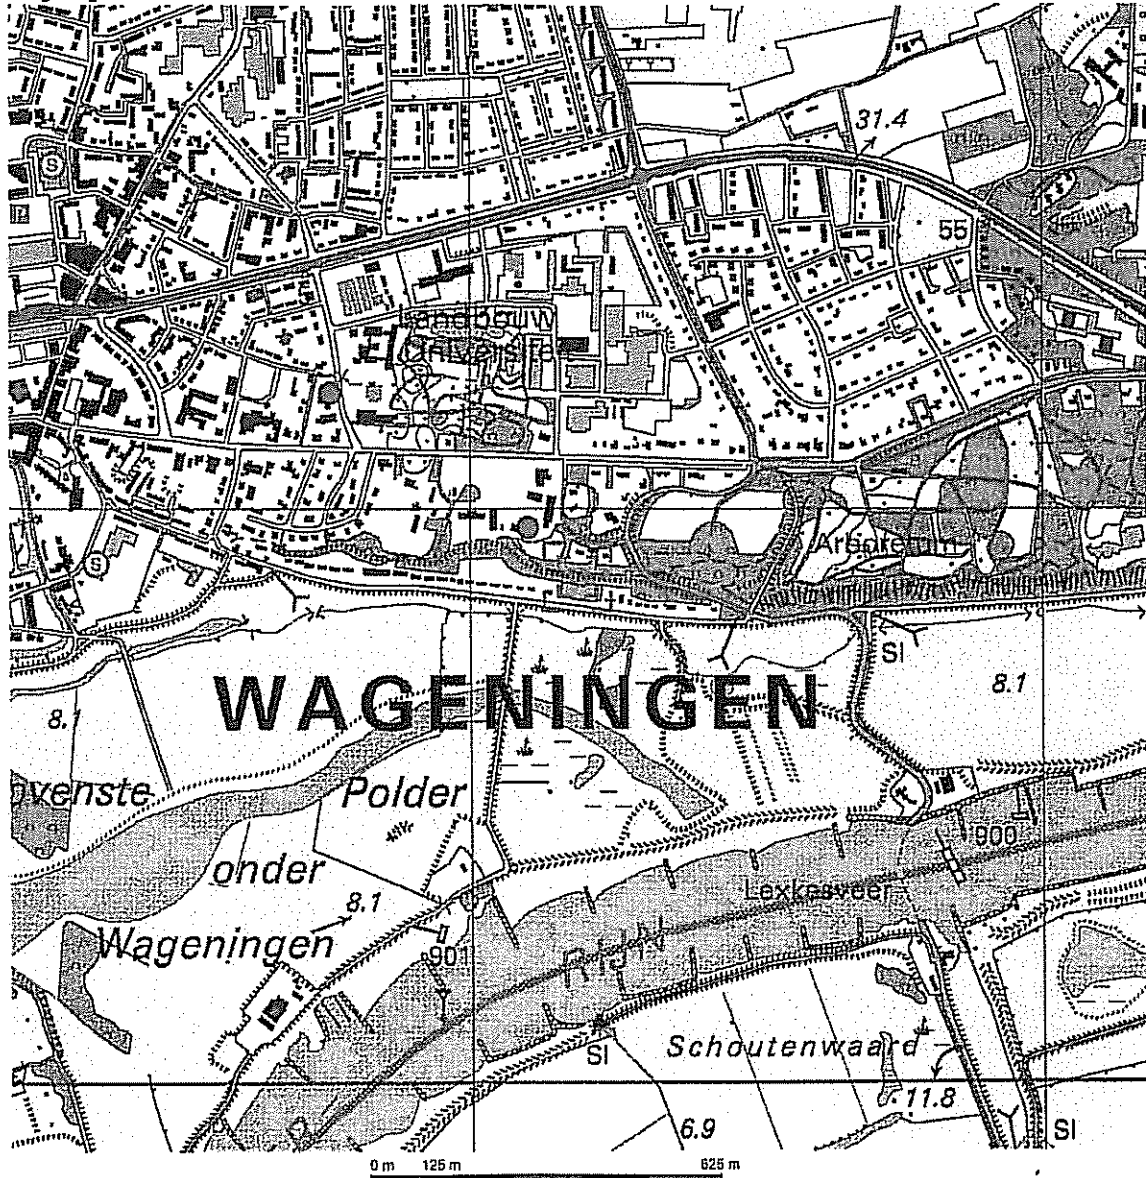 31.4
S
55
Landbouw
Universiteit
S
Arboretum
SI
8.1
WAGENINGEN
8.1
Polder
900
onder
Lexkesveer
8.1
Wageningen
901
RIJN
Schoutenwaard
SI
11.8
6.9
SI
0 m 125 m 625 m